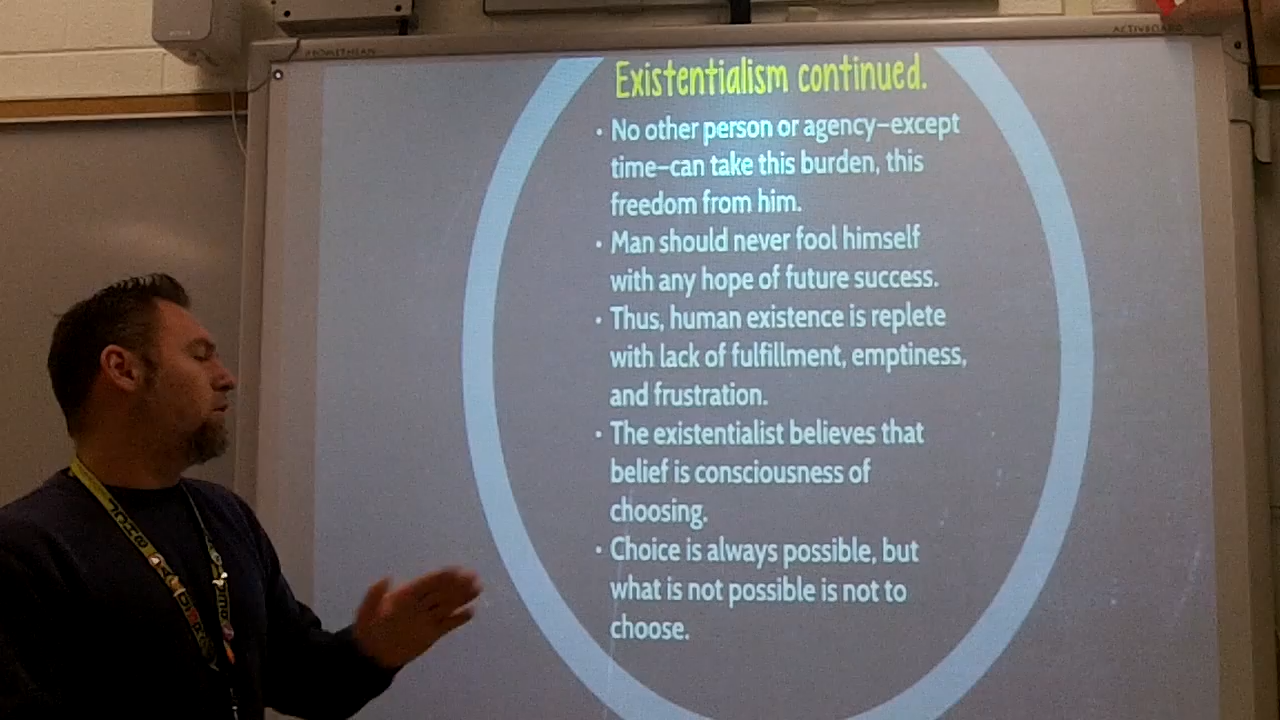 PROMETHEAN
ACTIVBOARD
Existentialism continued.
• No other person or agency–except
time–can take this burden, this
freedom from him.
• Man should never fool himself
with any hope of future success.
• Thus, human existence is replete
with lack of fulfillment, emptiness,
and frustration.
• The existentialist believes that
belief is consciousness of
choosing.
• Choice is always possible, but
what is not possible is not to
choose.